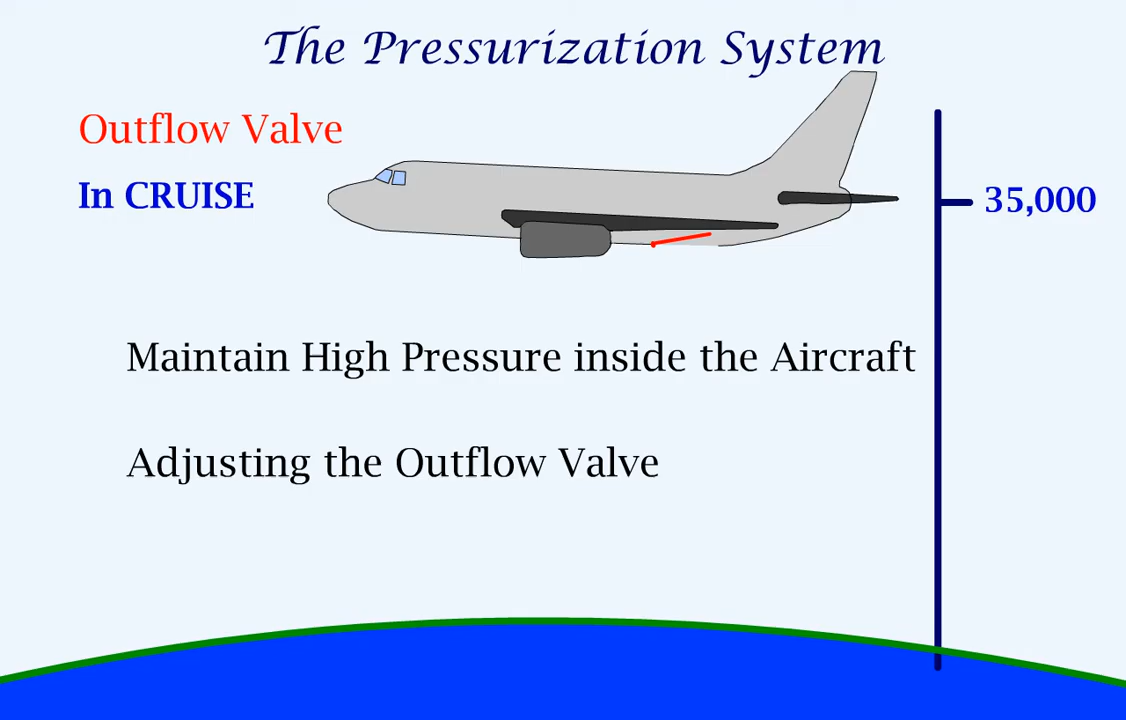 The Pressurization System
Outflow Valve
In CRUISE
35,000
Maintain High Pressure inside the Aircraft
Adjusting the Outflow Valve